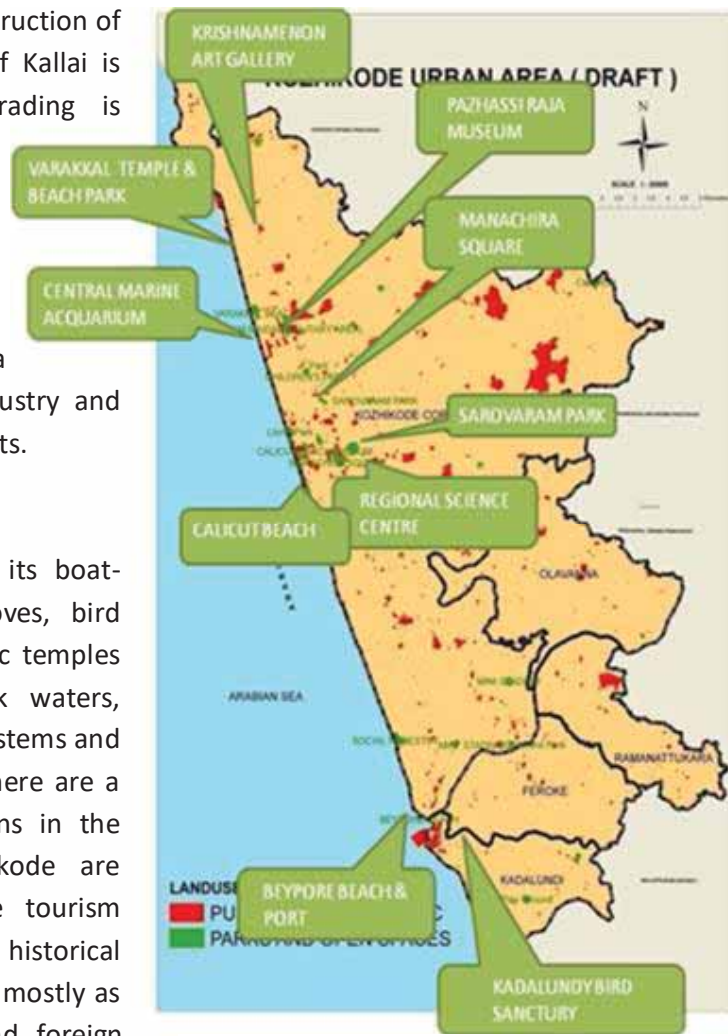 ruction of
f Kallai is
rading is
a
ustry and
ts.
its boat-
oves, bird
c temples
k waters,
stems and
here are a
ns in the
kode are
e tourism
historical
mostly as
nd foreign
KRISHNAMENON
ART GALLERY
KOZHIKODE URBAN AREA ( DRAFT )
N
PAZHASSI RAJA
MUSEUM
VARAKKAL TEMPLE &
BEACH PARK
MANACHIRA
SQUARE
CENTRAL MARINE
ACQUARIUM
SAROVARAM PARK
REGIONAL SCIENCE
CENTRE
CALICUT BEACH
OLAVANNA
ARABIAN SEA
RAMANATTUKARA
FEROKE
KADALUNDI
LANDUSE
BEYPORE BEACH &
PORT
PARKS AND OPEN SPACES
KADALUNDY BIRD
SANCTURY